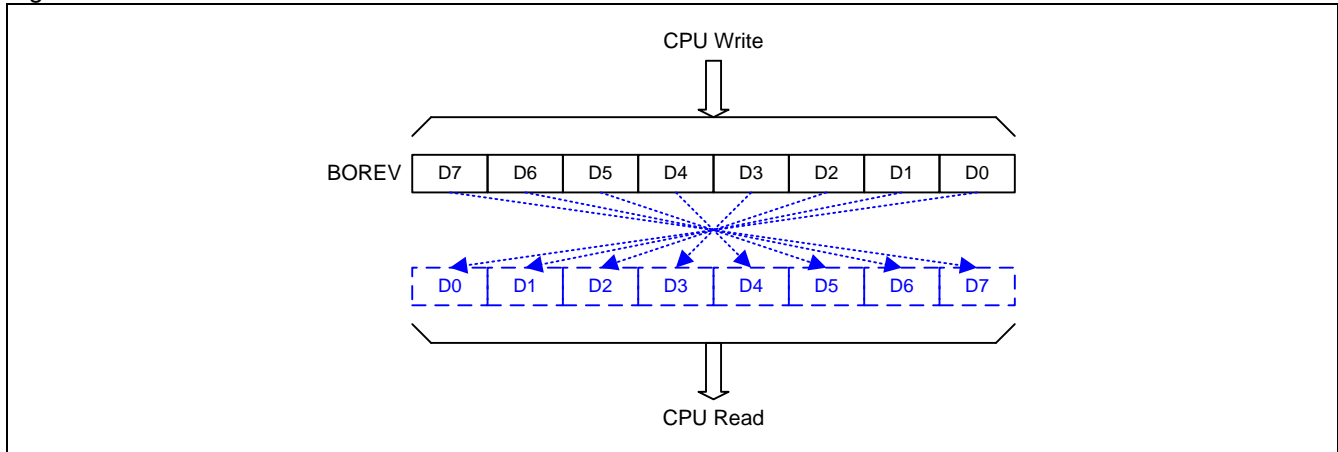 CPU Write
BOREV D7 D6 D5 D4 D3 D2 D1 D0
D0 D1 D2 D3 D4 D5 D6 D7
CPU Read